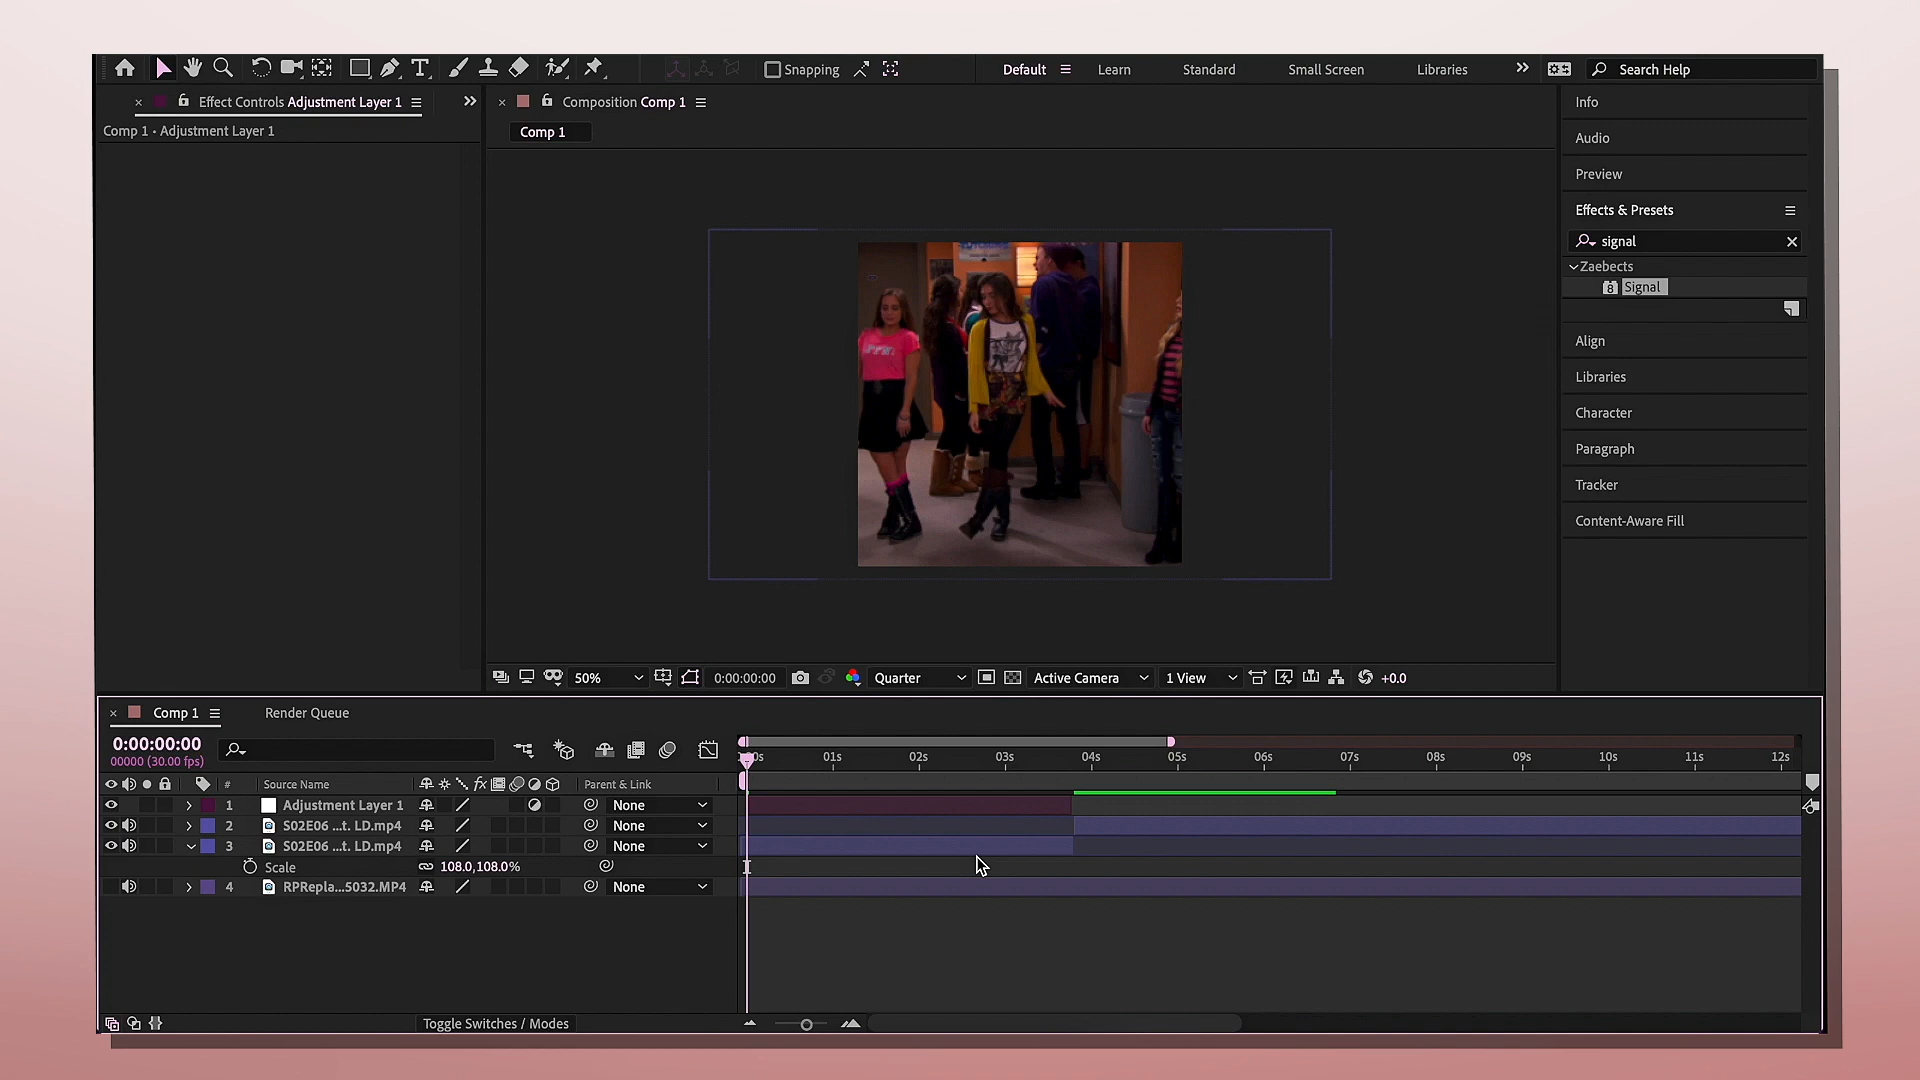 Snapping
Default
Learn
Standard
Small Screen
Libraries
Search Help
Effect Controls Adjustment Layer 1
Composition Comp 1
Info
Comp 1 • Adjustment Layer 1
Comp 1
Audio
Preview
Effects & Presets
signal
Zaebects
8 Signal
Align
Libraries
Character
Paragraph
Tracker
Content-Aware Fill
50%
0:00:00:00
Quarter
Active Camera
1 View
+0.0
Comp 1
Render Queue
0:00:00:00
00000 (30.00 fps)
0s 01s 02s 03s 04s 05s 06s 07s 08s 09s 10s 11s 12s
# Source Name fx Parent & Link
1 Adjustment Layer 1 None
2 S02E06 ...t. LD.mp4 None
3 S02E06 ...t. LD.mp4 None
Scale 108.0,108.0%
4 RPRepla...5032.MP4 None
Toggle Switches / Modes